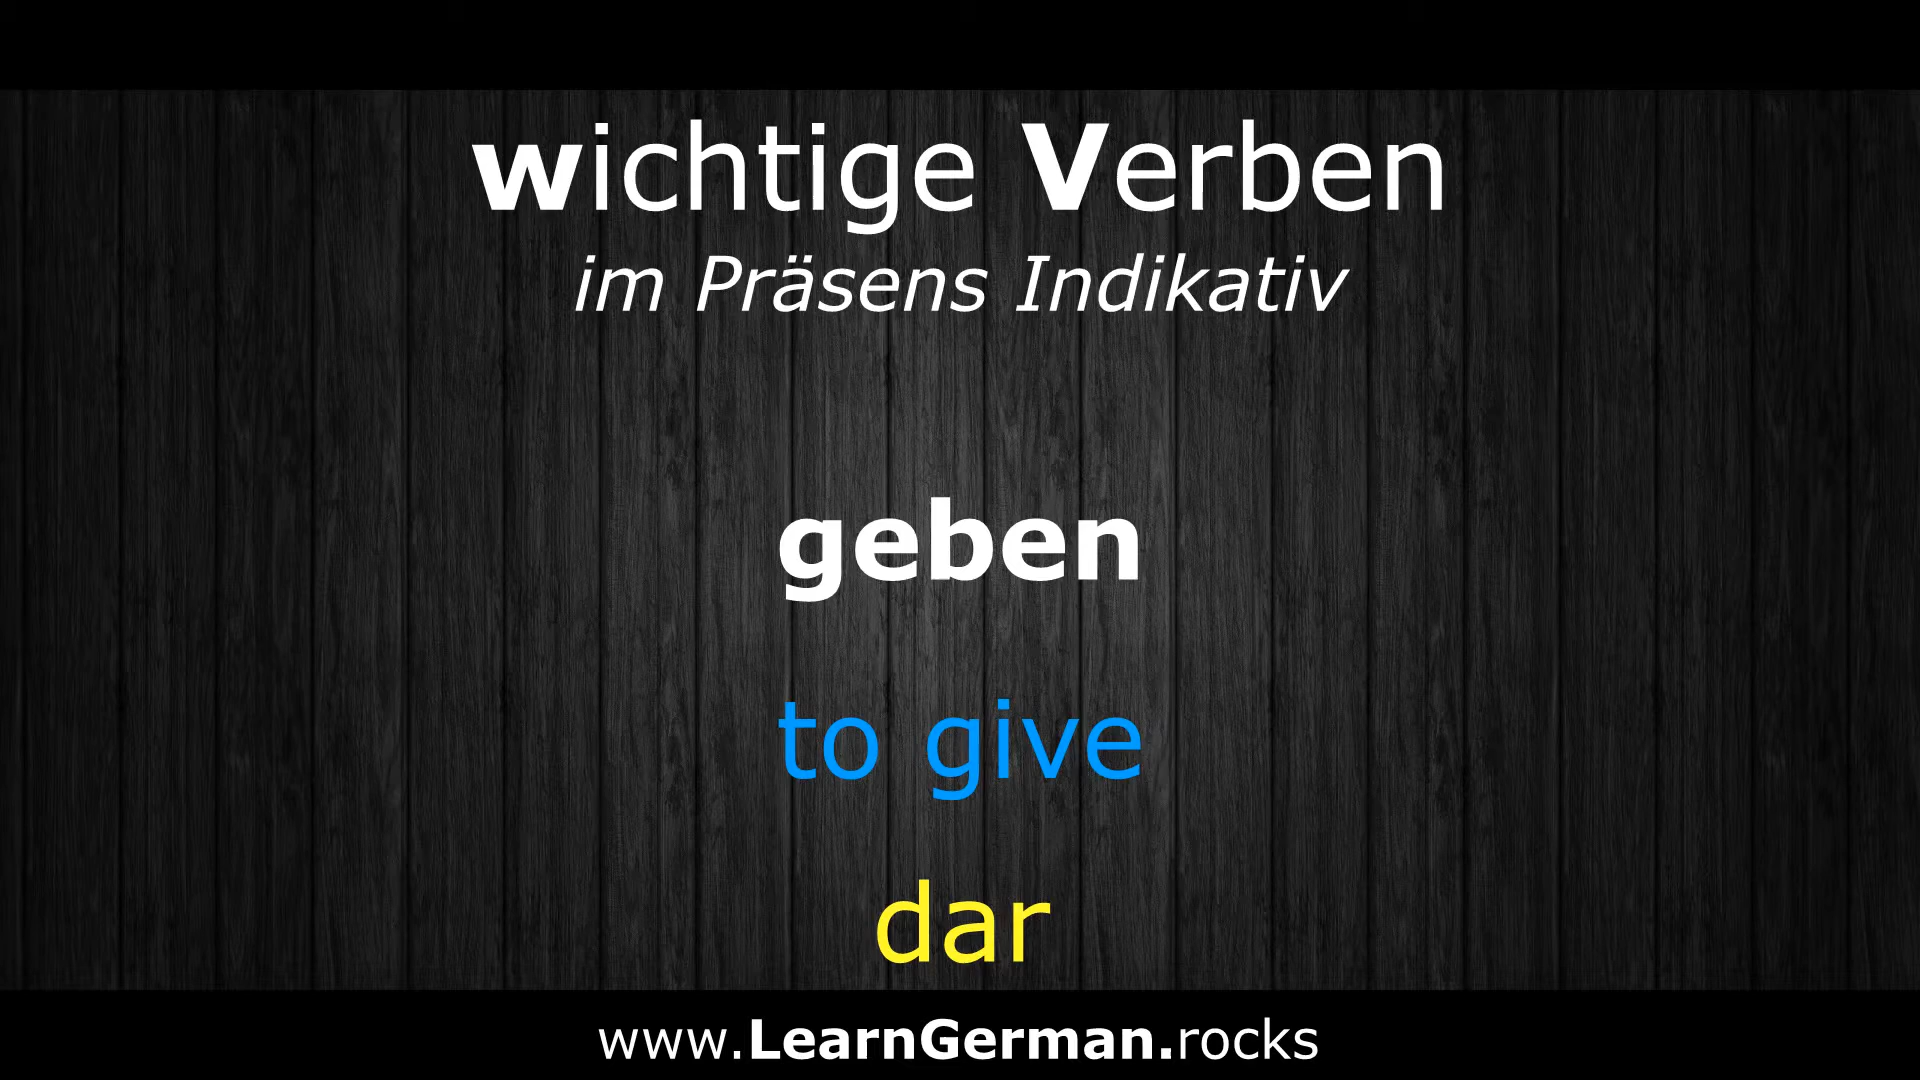 wichtige Verben
im Präsens Indikativ
geben
to give
dar
www.LearnGerman.rocks